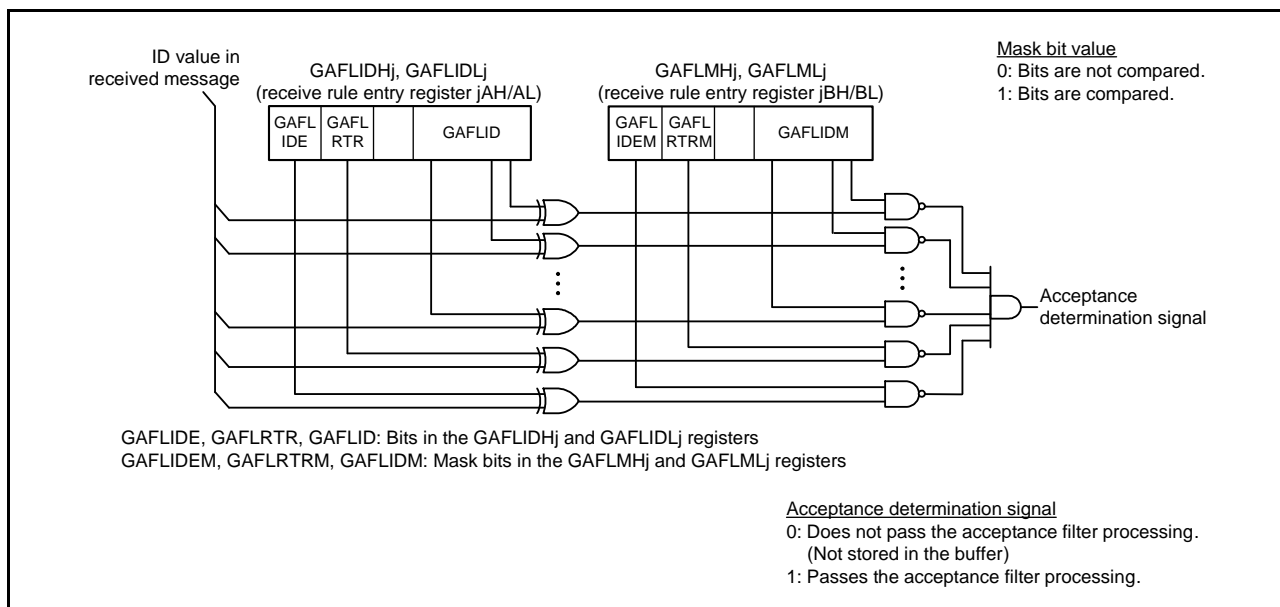 ID value in
received message
GAFLIDHj, GAFLIDLj
(receive rule entry register jAH/AL)
GAFL
IDE
GAFL
RTR
GAFLID
GAFLMHj, GAFLMLj
(receive rule entry register jBH/BL)
GAFL
IDEM
GAFL
RTRM
GAFLIDM
Mask bit value
0: Bits are not compared.
1: Bits are compared.
Acceptance
determination signal
GAFLIDE, GAFLRTR, GAFLID: Bits in the GAFLIDHj and GAFLIDLj registers
GAFLIDEM, GAFLRTRM, GAFLIDM: Mask bits in the GAFLMHj and GAFLMLj registers
Acceptance determination signal
0: Does not pass the acceptance filter processing.
(Not stored in the buffer)
1: Passes the acceptance filter processing.